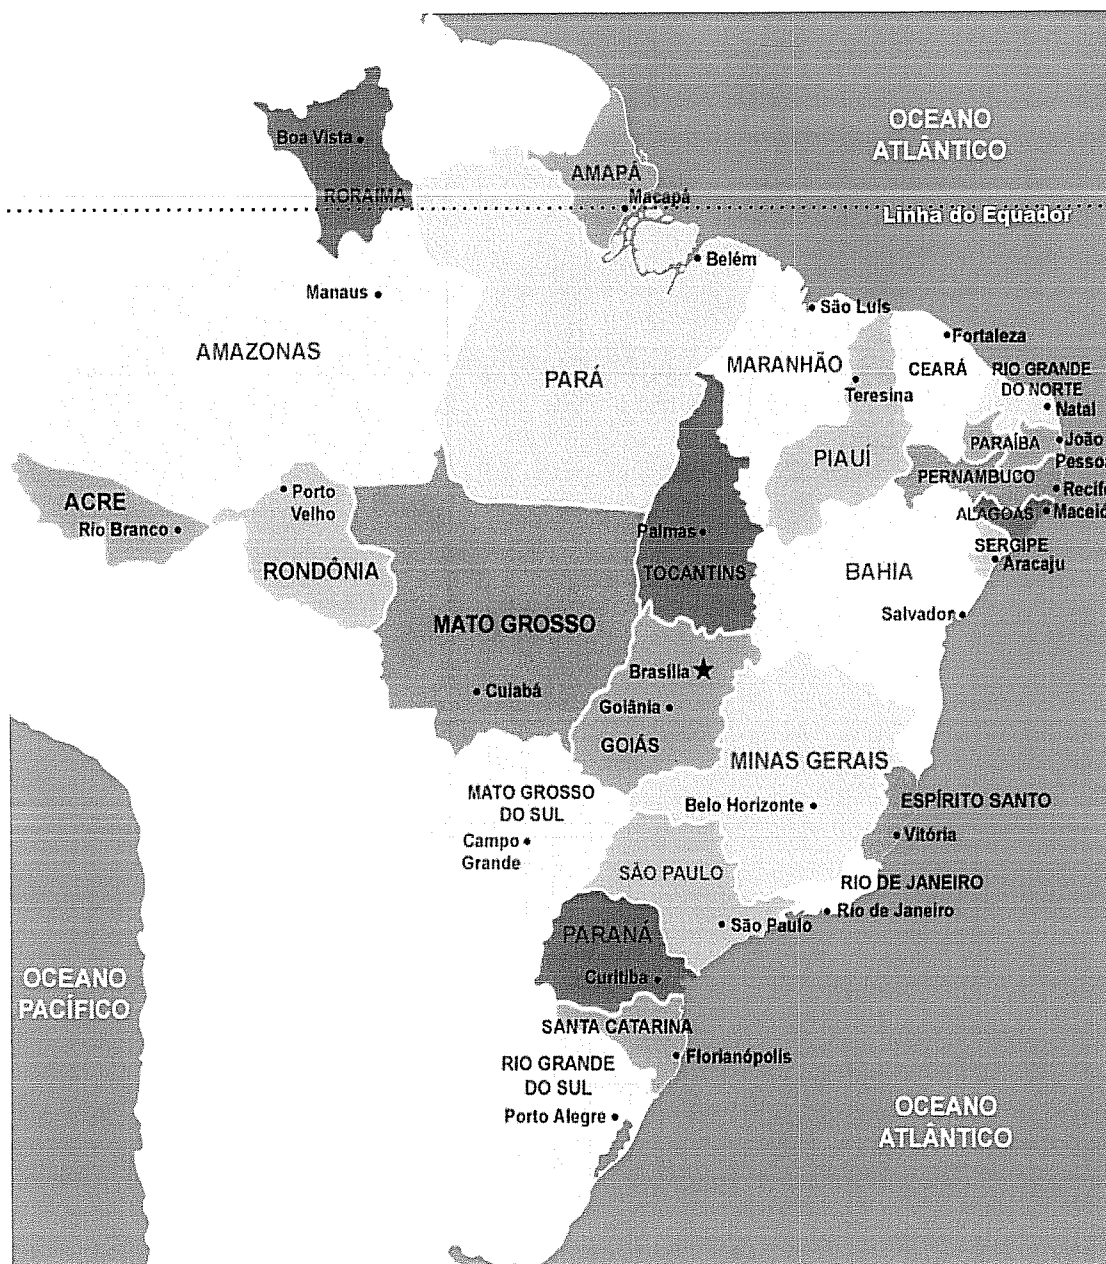 OCEANO
ATLÂNTICO
Boa Vista
RORAIMA
AMAPÁ
Macapá
Linha do Equador
Belém
Manaus
São Luís
AMAZONAS
PARÁ
MARANHÃO
Teresina
CEARÁ
Fortaleza
RIO GRANDE
DO NORTE
Natal
PARAÍBA
João
Pessoa
PIAUÍ
PERNAMBUCO
Recife
ALAGOAS
Maceió
ACRE
Rio Branco
Porto
Velho
RONDÔNIA
Palmas
TOCANTINS
BAHIA
SERGIPE
Aracaju
Salvador
MATO GROSSO
Cuiabá
Brasília
Goiânia
GOIÁS
MINAS GERAIS
Belo Horizonte
MATO GROSSO
DO SUL
Campo
Grande
ESPÍRITO SANTO
Vitória
SÃO PAULO
São Paulo
RIO DE JANEIRO
Rio de Janeiro
PARANÁ
Curitiba
OCEANO
PACÍFICO
SANTA CATARINA
Florianópolis
RIO GRANDE
DO SUL
Porto Alegre
OCEANO
ATLÂNTICO